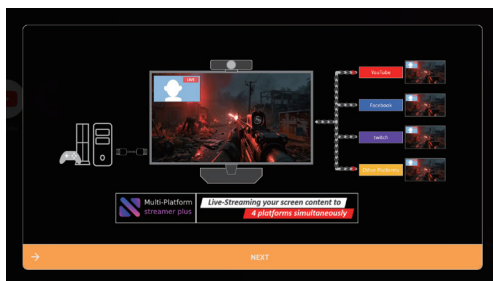 LIVE
YouTube
Facebook
twitch
Other Platforms
Multi-Platform
streamer plus
Live-Streaming your screen content to
4 platforms simultaneously
NEXT